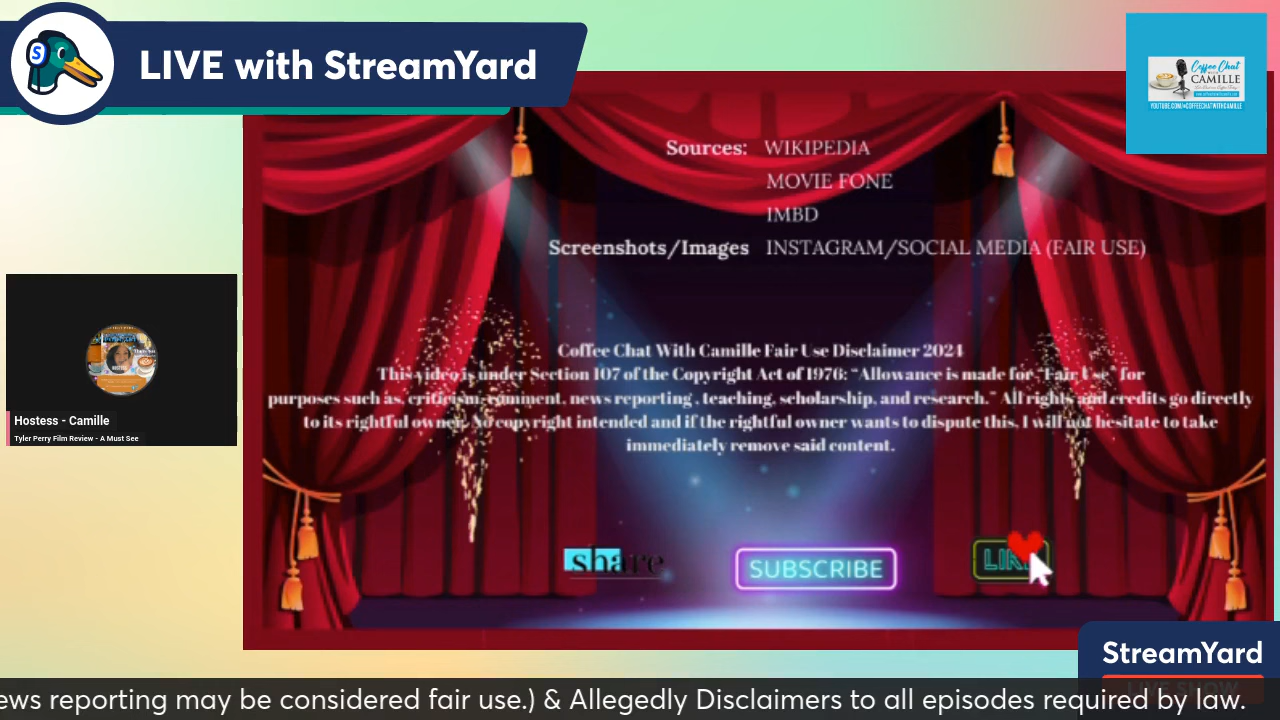 LIVE with StreamYard
S
Coffee Chat
WITH
CAMILLE
YOUTUBE.COM/@COFFEECHATWITHCAMILLE
Sources: WIKIPEDIA
MOVIE FONE
IMBD
Screenshots/Images INSTAGRAM/SOCIAL MEDIA (FAIR USE)
Coffee Chat With Camille Fair Use Disclaimer 2024
This video is under Section 107 of the Copyright Act of 1976: “Allowance is made for “Fair Use” for
purposes such as, criticism, comment, news reporting , teaching, scholarship, and research.” All rights and credits go directly
to its rightful owner. No copyright intended and if the rightful owner wants to dispute this, I will not hesitate to take
immediately remove said content.
Hostess - Camille
Tyler Perry Film Review - A Must See
share
SUBSCRIBE
StreamYard
ews reporting may be considered fair use.) & Allegedly Disclaimers to all episodes required by law.